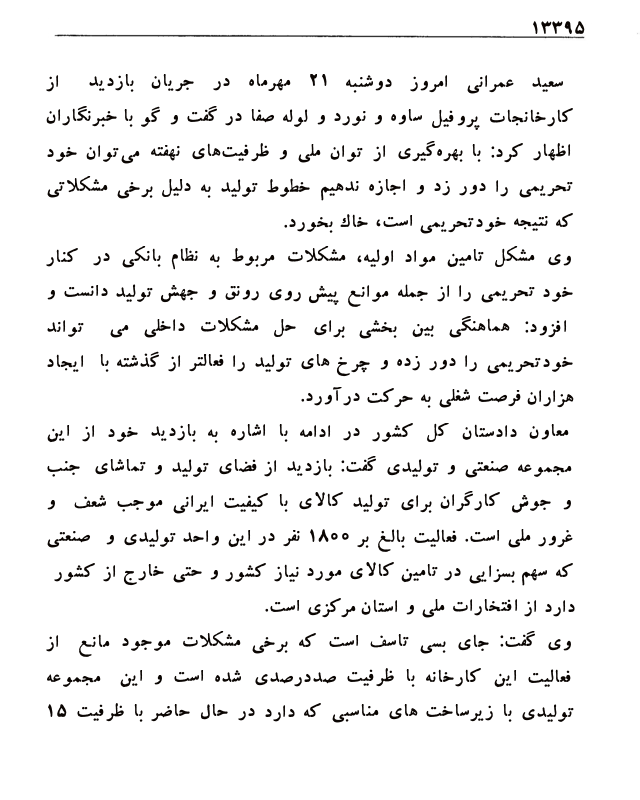 ۱۳۳۹۵
سعید عمرانی امروز دوشنبه ۲۱ مهرماه در جریان بازدید از
کارخانجات پروفیل ساوه و نورد و لوله صفا در گفت و گو با خبرنگاران
اظهار کرد: با بهره‌گیری از توان ملی و ظرفیت‌های نهفته می‌توان خود
تحریمی را دور زد و اجازه ندهیم خطوط تولید به دلیل برخی مشکلاتی
که نتیجه خودتحریمی است، خاك بخورد.
وی مشکل تامین مواد اولیه، مشکلات مربوط به نظام بانکی در کنار
خود تحریمی را از جمله موانع پیش روی رونق و جهش تولید دانست و
افزود: هماهنگی بین بخشی برای حل مشکلات داخلی می تواند
خودتحریمی را دور زده و چرخ های تولید را فعالتر از گذشته با ایجاد
هزاران فرصت شغلی به حرکت درآورد.
معاون دادستان کل کشور در ادامه با اشاره به بازدید خود از این
مجموعه صنعتی و تولیدی گفت: بازدید از فضای تولید و تماشای جنب
و جوش کارگران برای تولید کالای با کیفیت ایرانی موجب شعف و
غرور ملی است. فعالیت بالغ بر ۱۸۰۰ نفر در این واحد تولیدی و صنعتی
که سهم بسزایی در تامین کالای مورد نیاز کشور و حتی خارج از کشور
دارد از افتخارات ملی و استان مرکزی است.
وی گفت: جای بسی تاسف است که برخی مشکلات موجود مانع از
فعالیت این کارخانه با ظرفیت صددرصدی شده است و این مجموعه
تولیدی با زیرساخت های مناسبی که دارد در حال حاضر با ظرفیت ۱۵